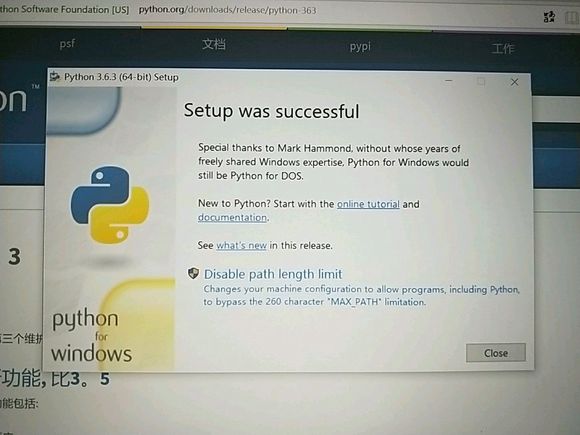 thon Software Foundation [US] python.org/downloads/release/python-363
psf 文档 pypi 工作
on™
Python 3.6.3 (64-bit) Setup
Setup was successful
Special thanks to Mark Hammond, without whose years of
freely shared Windows expertise, Python for Windows would
still be Python for DOS.
New to Python? Start with the online tutorial and
documentation.
See what's new in this release.
Disable path length limit
Changes your machine configuration to allow programs, including Python,
to bypass the 260 character "MAX_PATH" limitation.
python
for
windows
Close
3
第三个维护
功能, 比3。5
功能包括: